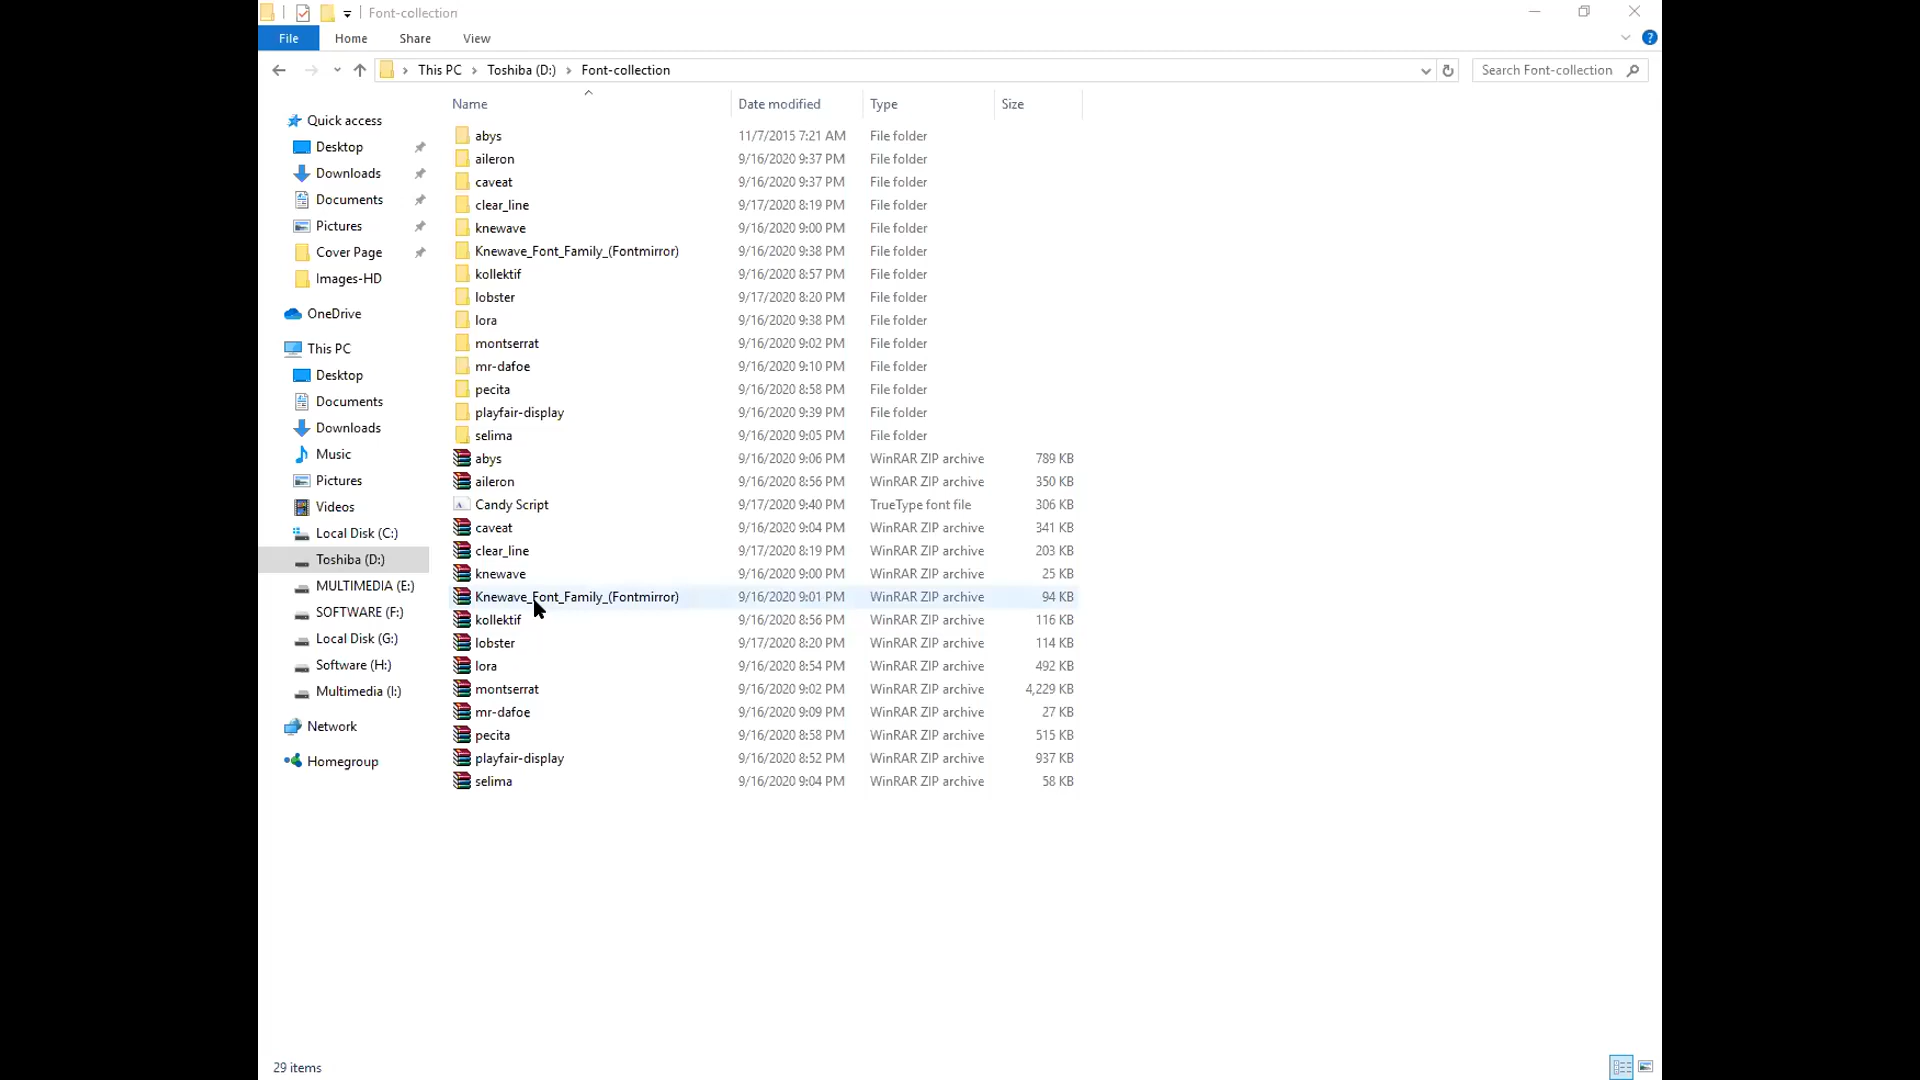 Font-collection
File Home Share View
This PC Toshiba (D:) Font-collection Search Font-collection
Name Date modified Type Size
Quick access
Desktop
Downloads
Documents
Pictures
Cover Page
Images-HD
OneDrive
This PC
Desktop
Documents
Downloads
Music
Pictures
Videos
Local Disk (C:)
Toshiba (D:)
MULTIMEDIA (E:)
SOFTWARE (F:)
Local Disk (G:)
Software (H:)
Multimedia (I:)
Network
Homegroup
abys 11/7/2015 7:21 AM File folder
aileron 9/16/2020 9:37 PM File folder
caveat 9/16/2020 9:37 PM File folder
clear_line 9/17/2020 8:19 PM File folder
knewave 9/16/2020 9:00 PM File folder
Knewave_Font_Family_(Fontmirror) 9/16/2020 9:38 PM File folder
kollektif 9/16/2020 8:57 PM File folder
lobster 9/17/2020 8:20 PM File folder
lora 9/16/2020 9:38 PM File folder
montserrat 9/16/2020 9:02 PM File folder
mr-dafoe 9/16/2020 9:10 PM File folder
pecita 9/16/2020 8:58 PM File folder
playfair-display 9/16/2020 9:39 PM File folder
selima 9/16/2020 9:05 PM File folder
abys 9/16/2020 9:06 PM WinRAR ZIP archive 789 KB
aileron 9/16/2020 8:56 PM WinRAR ZIP archive 350 KB
Candy Script 9/17/2020 9:40 PM TrueType font file 306 KB
caveat 9/16/2020 9:04 PM WinRAR ZIP archive 341 KB
clear_line 9/17/2020 8:19 PM WinRAR ZIP archive 203 KB
knewave 9/16/2020 9:00 PM WinRAR ZIP archive 25 KB
Knewave_Font_Family_(Fontmirror) 9/16/2020 9:01 PM WinRAR ZIP archive 94 KB
kollektif 9/16/2020 8:56 PM WinRAR ZIP archive 116 KB
lobster 9/17/2020 8:20 PM WinRAR ZIP archive 114 KB
lora 9/16/2020 8:54 PM WinRAR ZIP archive 492 KB
montserrat 9/16/2020 9:02 PM WinRAR ZIP archive 4,229 KB
mr-dafoe 9/16/2020 9:09 PM WinRAR ZIP archive 27 KB
pecita 9/16/2020 8:58 PM WinRAR ZIP archive 515 KB
playfair-display 9/16/2020 8:52 PM WinRAR ZIP archive 937 KB
selima 9/16/2020 9:04 PM WinRAR ZIP archive 58 KB
29 items